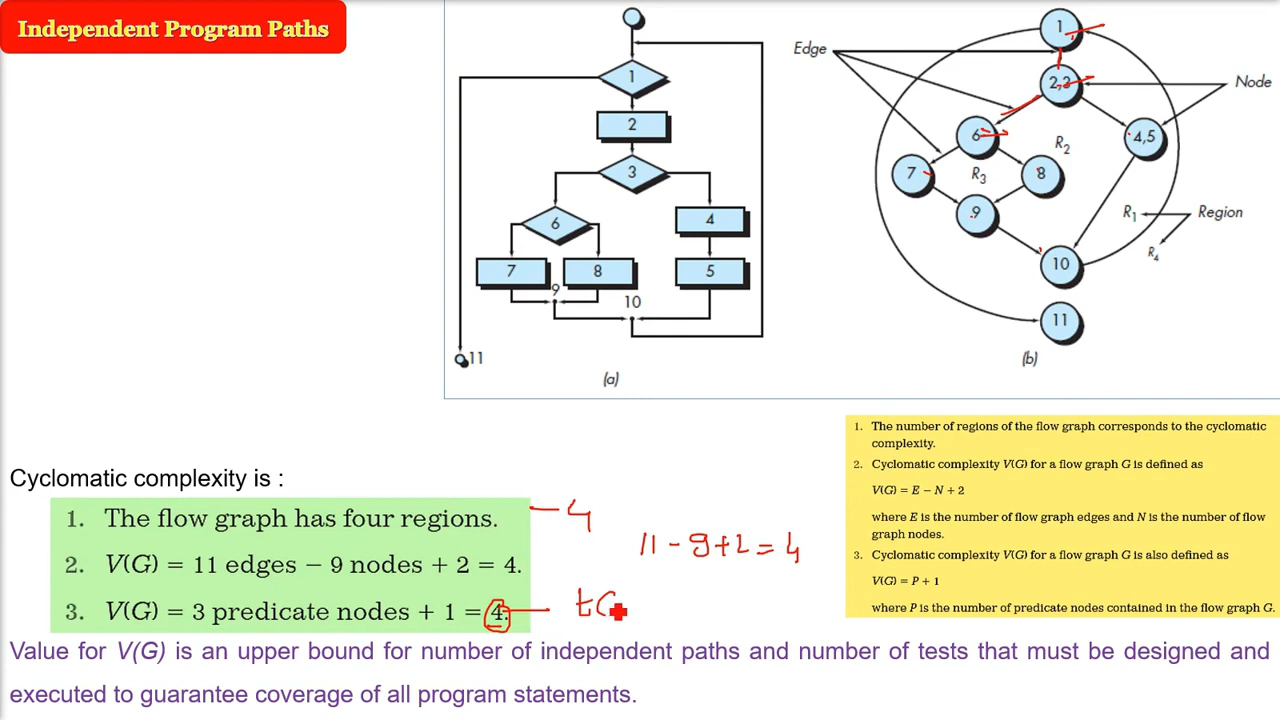 Independent Program Paths
1
2
3
6
4
7
8
5
9
10
11
(a)
Edge
1
2,3
Node
6
4,5
R2
7
R3
8
9
R1
Region
R4
10
11
(b)
1. The number of regions of the flow graph corresponds to the cyclomatic
complexity.
2. Cyclomatic complexity V(G) for a flow graph G is defined as
V(G) = E – N + 2
where E is the number of flow graph edges and N is the number of flow
graph nodes.
3. Cyclomatic complexity V(G) for a flow graph G is also defined as
V(G) = P + 1
where P is the number of predicate nodes contained in the flow graph G.
Cyclomatic complexity is :
1. The flow graph has four regions.
— 4
2. V(G) = 11 edges – 9 nodes + 2 = 4.
11 - 9 + 2 = 4
3. V(G) = 3 predicate nodes + 1 = 4.
Value for V(G) is an upper bound for number of independent paths and number of tests that must be designed and
executed to guarantee coverage of all program statements.